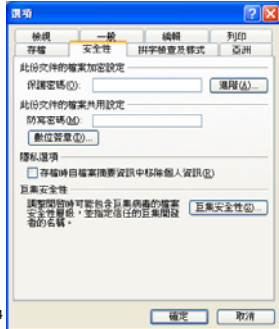 選項
檢視 一般 編輯 列印
存檔 安全性 拼字檢查及樣式 亞洲
此份文件的檔案加密設定
保護密碼(O): 進階(A)...
此份文件的檔案共用設定
防寫密碼(M):
數位簽章(D)...
隱私選項
存檔時自檔案摘要資訊中移除個人資訊(R)
巨集安全性
調整開啟時可能包含巨集病毒的檔案
安全性層級，並指定信任的巨集開發
者的名稱。
巨集安全性(S)...
確定 取消